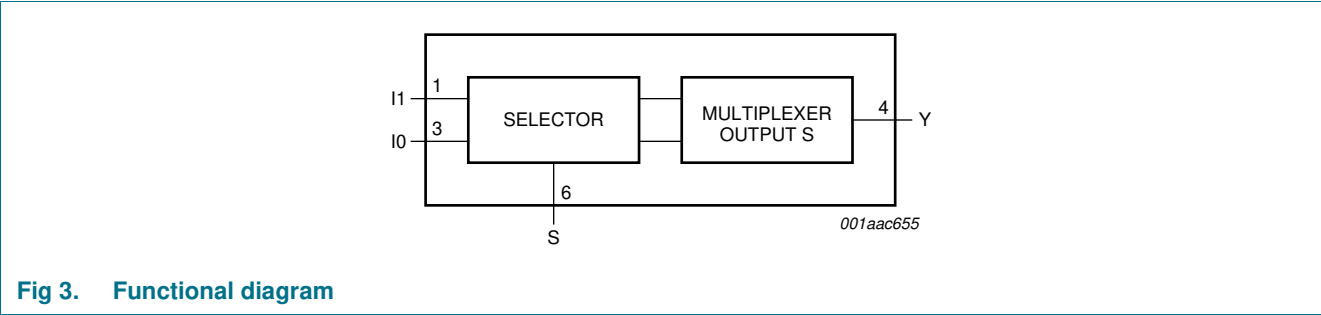 I1
1
I0
3
SELECTOR
MULTIPLEXER
OUTPUT S
4
Y
6
S
001aac655
Fig 3. Functional diagram